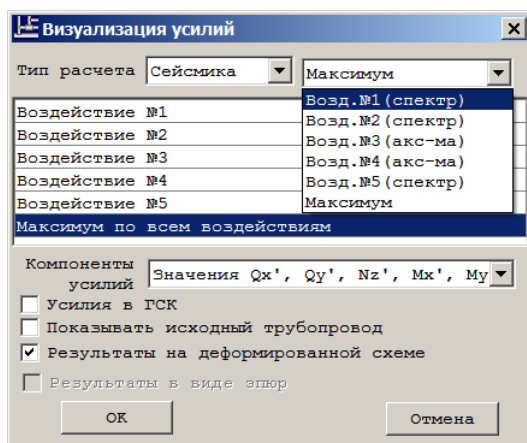 Визуализация усилий
Тип расчета Сейсмика Максимум
Возд.№1(спектр)
Возд.№2(спектр)
Возд.№3(акс-ма)
Возд.№4(акс-ма)
Возд.№5(спектр)
Максимум
Воздействие №1
Воздействие №2
Воздействие №3
Воздействие №4
Воздействие №5
Максимум по всем воздействиям
Компоненты усилий
Значения Qx', Qy', Nz', Mx', My
Усилия в ГСК
Показывать исходный трубопровод
Результаты на деформированной схеме
Результаты в виде эпюр
OK Отмена